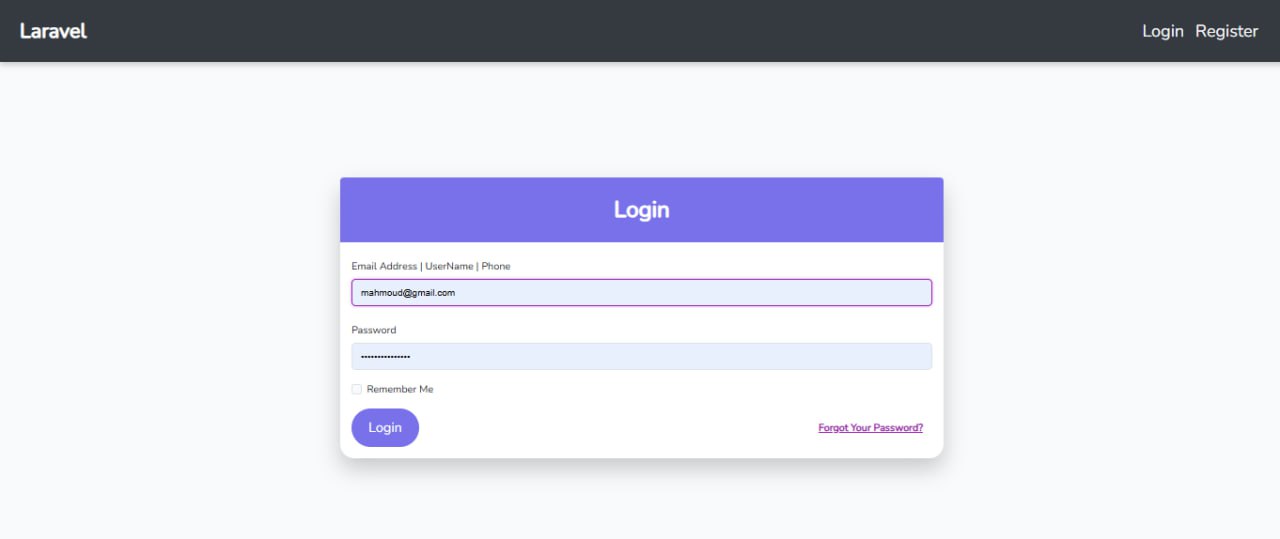 Laravel
Login Register
Login
Email Address | UserName | Phone
mahmoud@gmail.com
Password
•••••••••••••••
Remember Me
Login
Forgot Your Password?